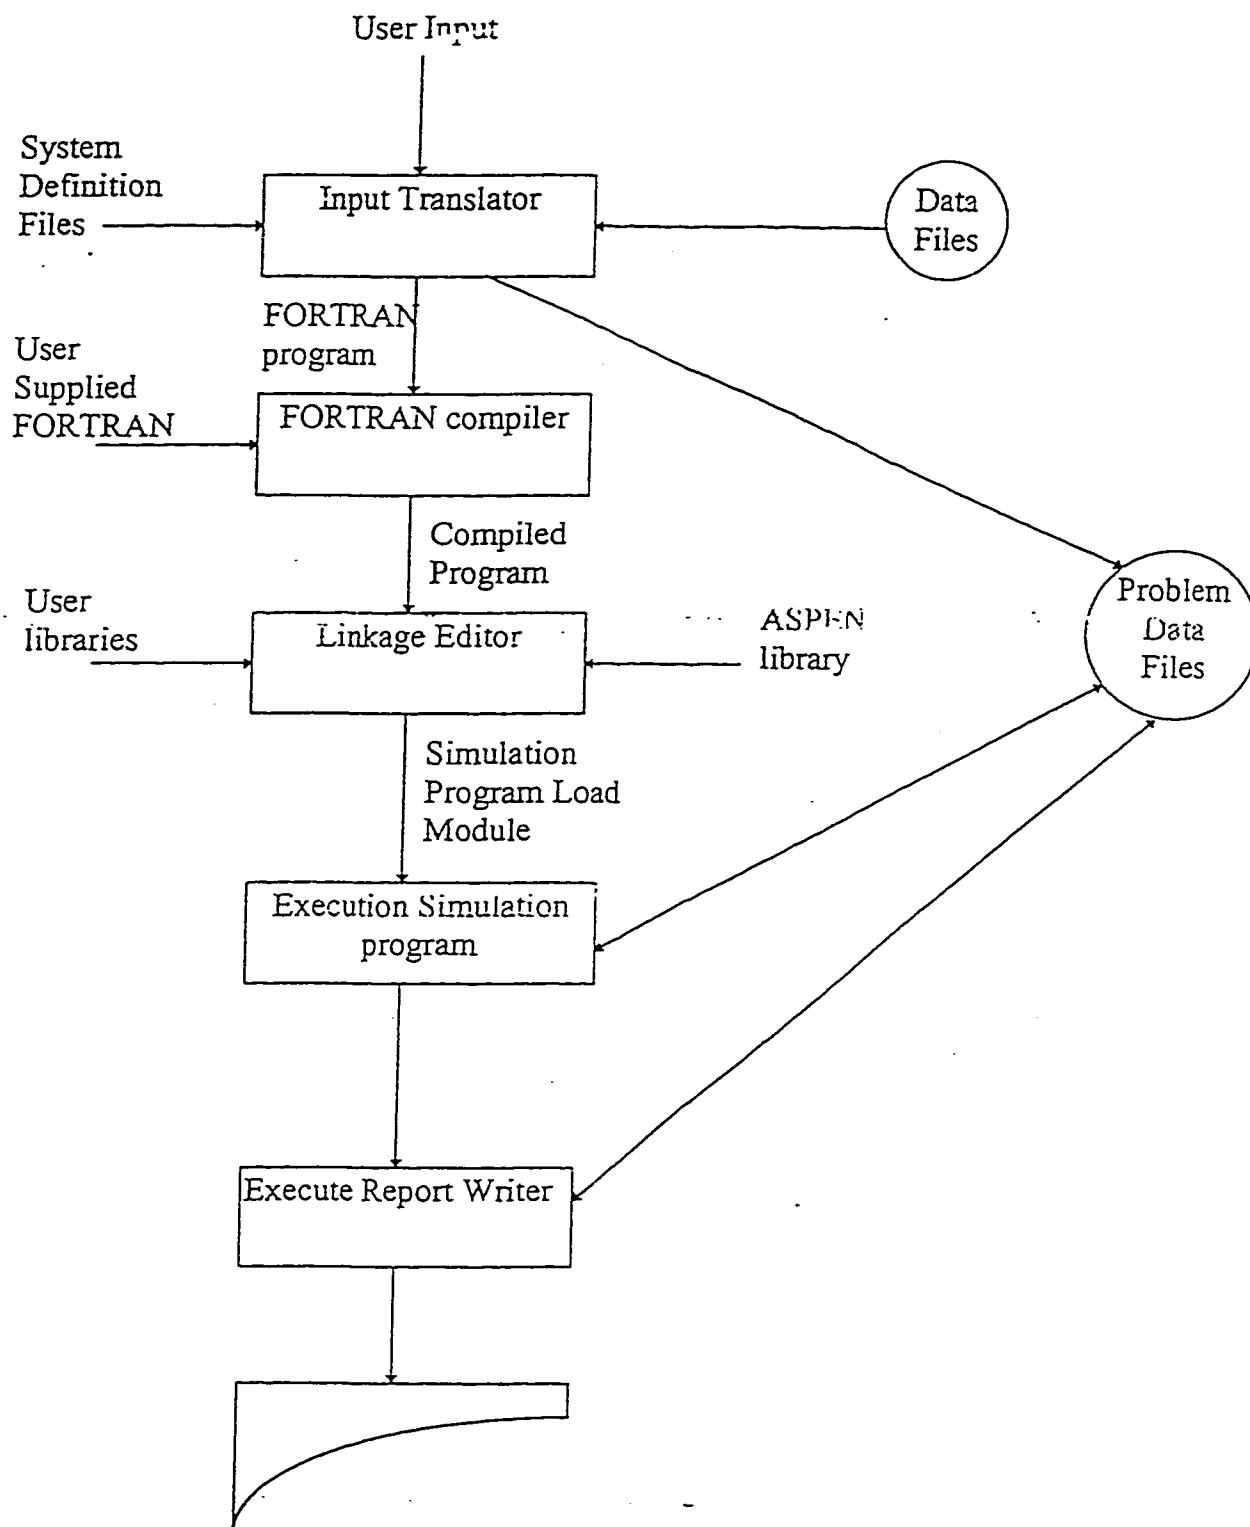 User Input
System
Definition
Files
Input Translator
Data
Files
FORTRAN
program
User
Supplied
FORTRAN
FORTRAN compiler
Compiled
Program
User
libraries
Linkage Editor
ASPEN
library
Problem
Data
Files
Simulation
Program Load
Module
Execution Simulation
program
Execute Report Writer